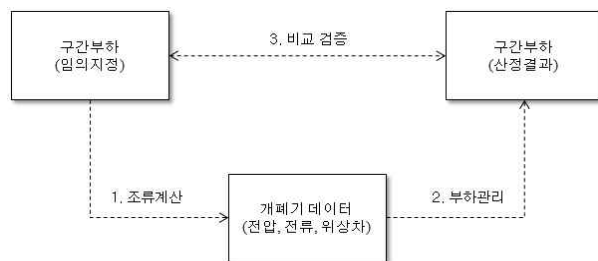 구간부하
(임의지정)
3. 비교 검증
구간부하
(산정결과)
1. 조류계산
개폐기 데이터
(전압, 전류, 위상차)
2. 부하관리